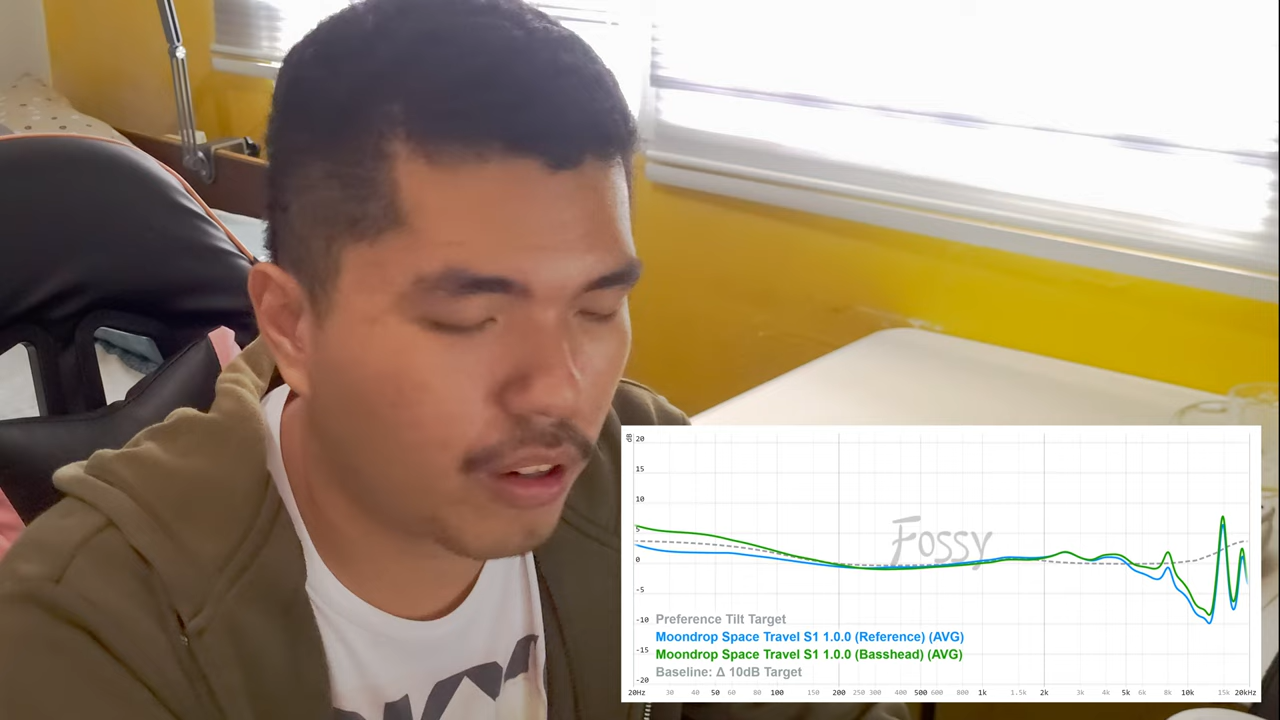 dB
20
15
10
5
0
-5
-10
-15
-20
Fossy
Preference Tilt Target
Moondrop Space Travel S1 1.0.0 (Reference) (AVG)
Moondrop Space Travel S1 1.0.0 (Basshead) (AVG)
Baseline: Δ 10dB Target
20Hz 30 40 50 60 80 100 150 200 250 300 400 500 600 800 1k 1.5k 2k 3k 4k 5k 6k 8k 10k 15k 20kHz